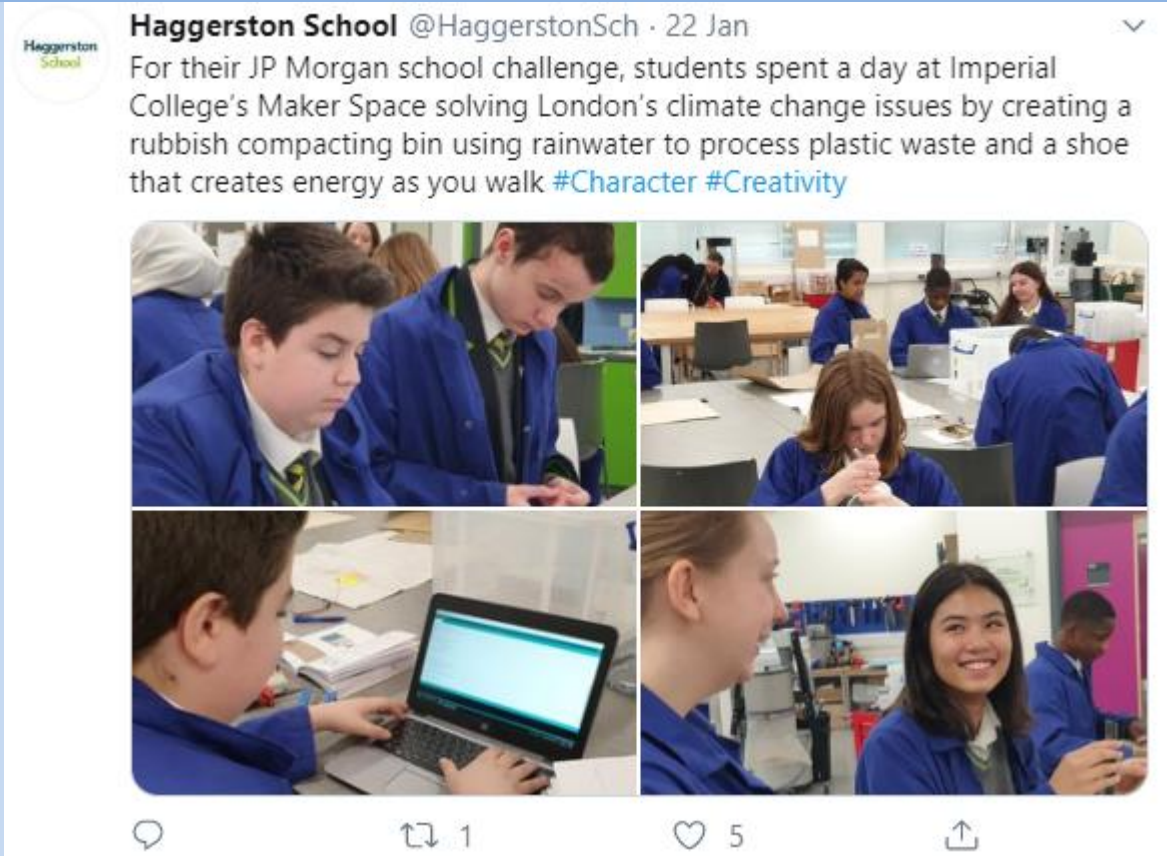 Haggerston
School
Haggerston School @HaggerstonSch · 22 Jan
For their JP Morgan school challenge, students spent a day at Imperial
College's Maker Space solving London's climate change issues by creating a
rubbish compacting bin using rainwater to process plastic waste and a shoe
that creates energy as you walk #Character #Creativity
1
5